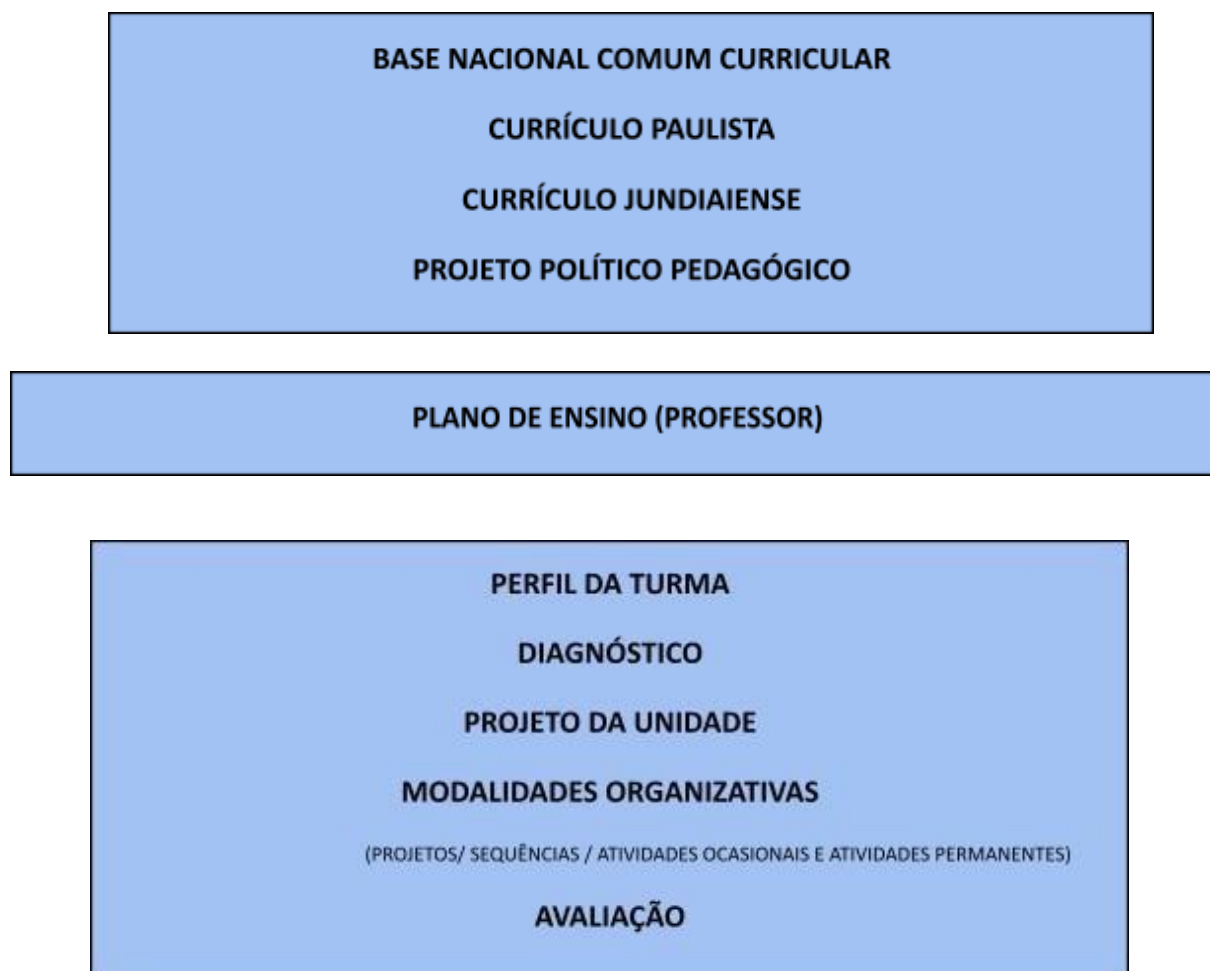 BASE NACIONAL COMUM CURRICULAR
CURRÍCULO PAULISTA
CURRÍCULO JUNDIAIENSE
PROJETO POLÍTICO PEDAGÓGICO
PLANO DE ENSINO (PROFESSOR)
PERFIL DA TURMA
DIAGNÓSTICO
PROJETO DA UNIDADE
MODALIDADES ORGANIZATIVAS
(PROJETOS/ SEQUÊNCIAS / ATIVIDADES OCASIONAIS E ATIVIDADES PERMANENTES)
AVALIAÇÃO